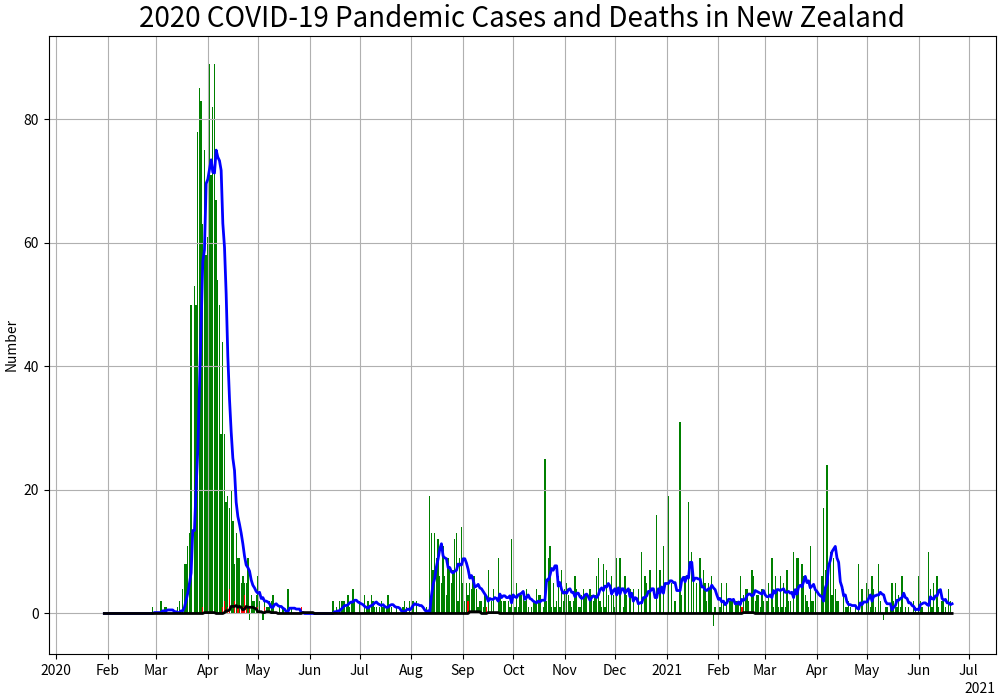 2020 COVID-19 Pandemic Cases and Deaths in New Zealand
Number
80
60
40
20
0
2020 Feb Mar Apr May Jun Jul Aug Sep Oct Nov Dec 2021 Feb Mar Apr May Jun Jul
2021